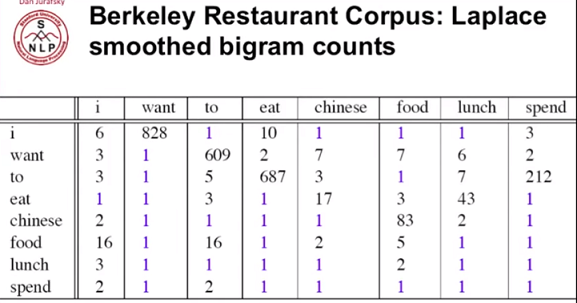 Dan Jurafsky
S
NLP
Berkeley Restaurant Corpus: Laplace
smoothed bigram counts
i want to eat chinese food lunch spend
i 6 828 1 10 1 1 1 3
want 3 1 609 2 7 7 6 2
to 3 1 5 687 3 1 7 212
eat 1 1 3 1 17 3 43 1
chinese 2 1 1 1 1 83 2 1
food 16 1 16 1 2 5 1 1
lunch 3 1 1 1 1 2 1 1
spend 2 1 2 1 1 1 1 1